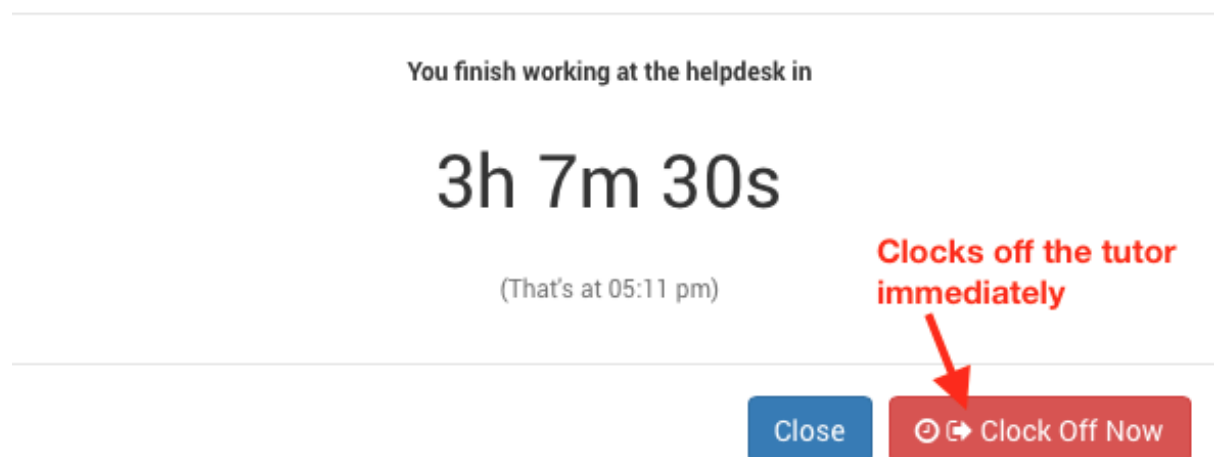 You finish working at the helpdesk in
3h 7m 30s
Clocks off the tutor
immediately
(That's at 05:11 pm)
Close
Clock Off Now